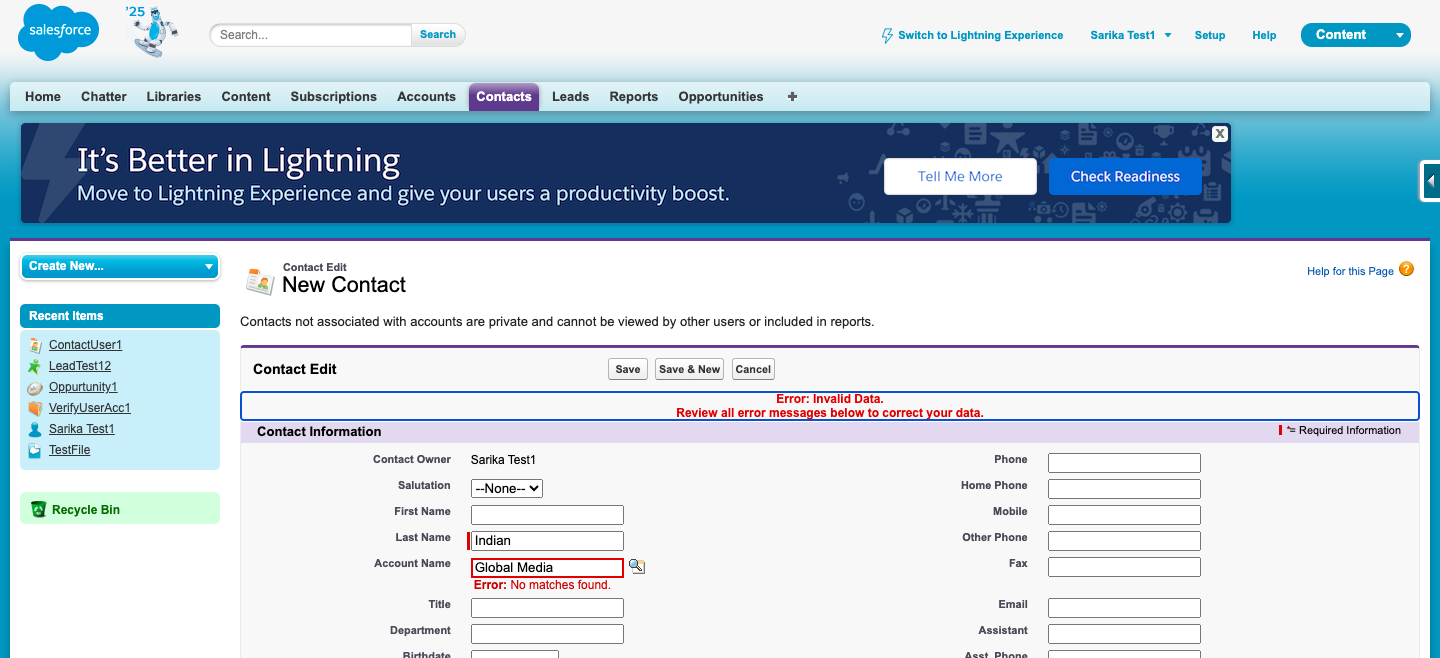 salesforce
'25
Search...
Search
Switch to Lightning Experience
Sarika Test1
Setup
Help
Content
Home
Chatter
Libraries
Content
Subscriptions
Accounts
Contacts
Leads
Reports
Opportunities
+
It's Better in Lightning
Move to Lightning Experience and give your users a productivity boost.
Tell Me More
Check Readiness
X
Create New...
Recent Items
ContactUser1
LeadTest12
Oppurtunity1
VerifyUserAcc1
Sarika Test1
TestFile
Recycle Bin
Contact Edit
New Contact
Help for this Page ?
Contacts not associated with accounts are private and cannot be viewed by other users or included in reports.
Contact Edit
Save
Save & New
Cancel
Error: Invalid Data.
Review all error messages below to correct your data.
Contact Information
*= Required Information
Contact Owner Sarika Test1
Salutation --None--
First Name
Last Name Indian
Account Name Global Media
Error: No matches found.
Title
Department
Birthdate
Phone
Home Phone
Mobile
Other Phone
Fax
Email
Assistant
Asst. Phone